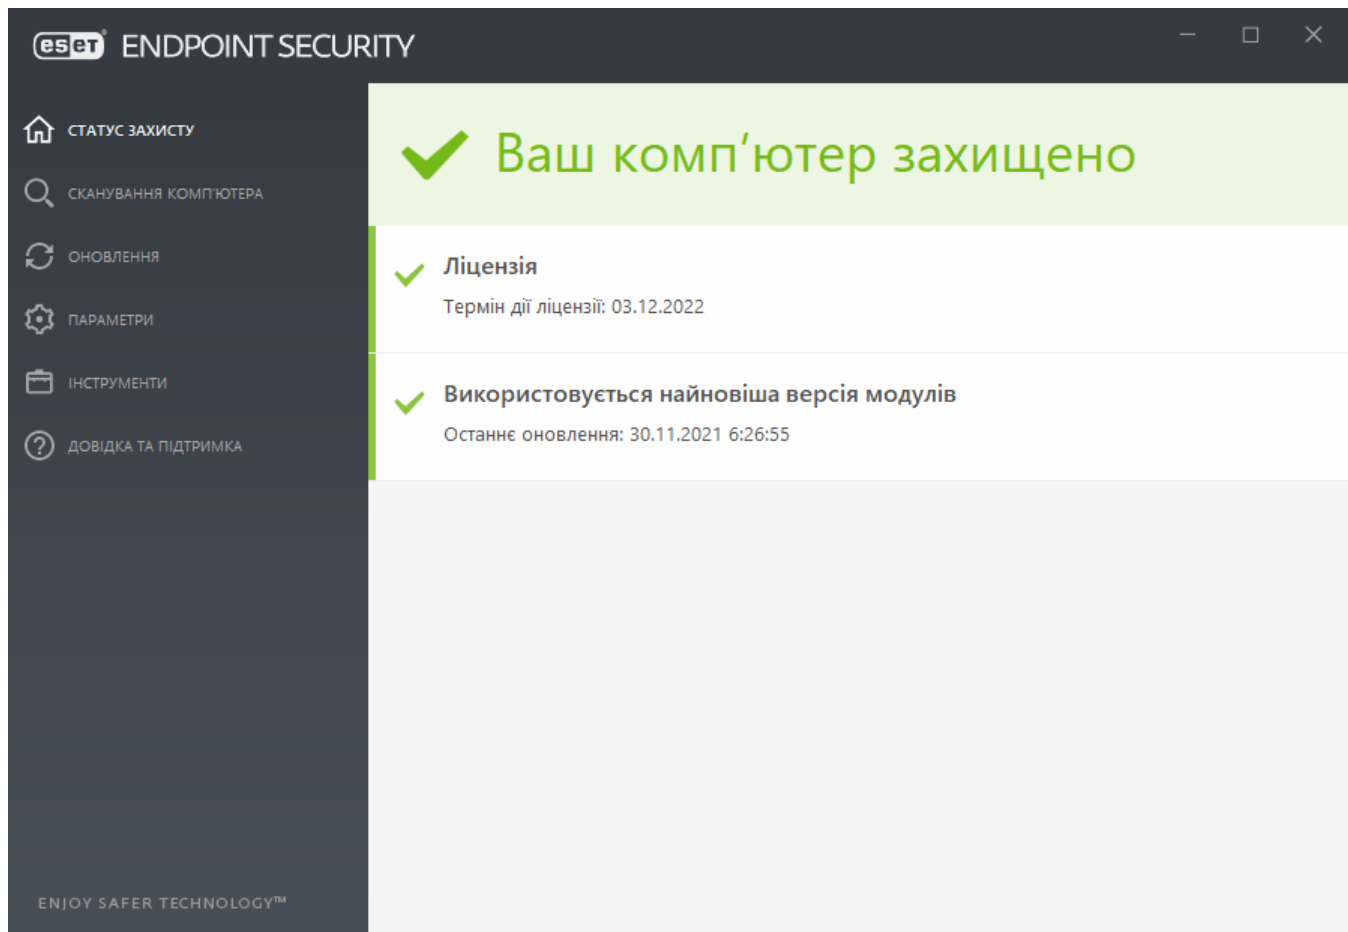 eset ENDPOINT SECURITY
СТАТУС ЗАХИСТУ
СКАНУВАННЯ КОМП'ЮТЕРА
ОНОВЛЕННЯ
ПАРАМЕТРИ
ІНСТРУМЕНТИ
ДОВІДКА ТА ПІДТРИМКА
ENJOY SAFER TECHNOLOGY™
Ваш комп’ютер захищено
Ліцензія
Термін дії ліцензії: 03.12.2022
Використовується найновіша версія модулів
Останнє оновлення: 30.11.2021 6:26:55